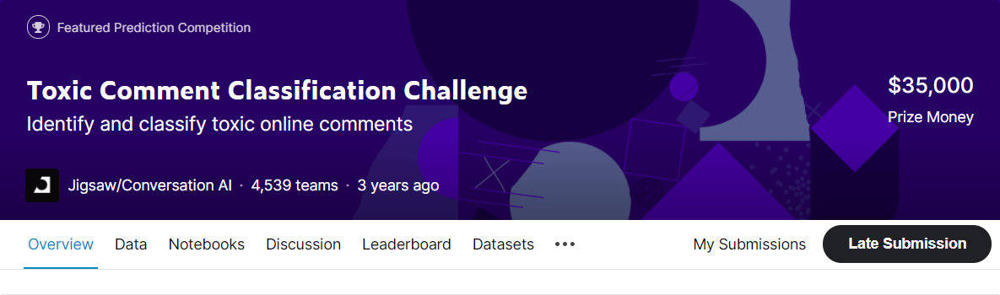 Featured Prediction Competition
Toxic Comment Classification Challenge
Identify and classify toxic online comments
$35,000
Prize Money
Jigsaw/Conversation AI · 4,539 teams · 3 years ago
Overview Data Notebooks Discussion Leaderboard Datasets ••• My Submissions Late Submission